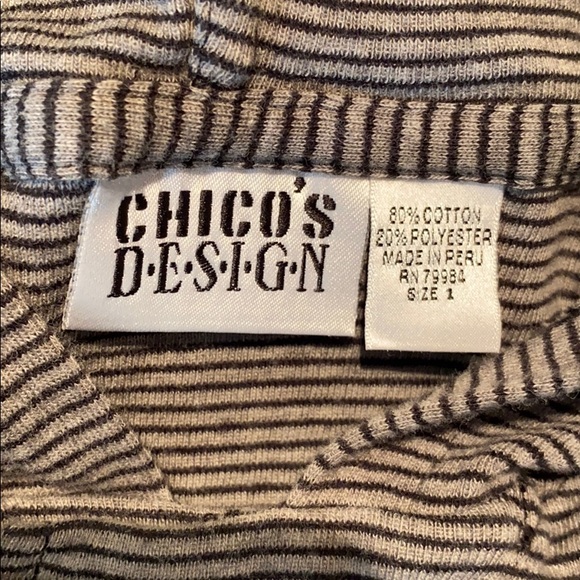 CHICO'S
D·E·S·I·G·N
80% COTTON
20% POLYESTER
MADE IN PERU
RN 79984
SIZE 1